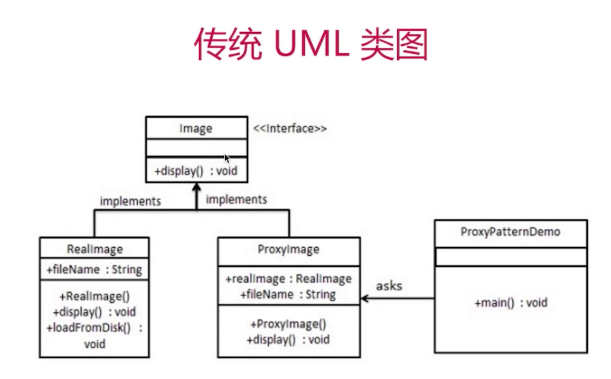 传统 UML 类图
Image
<<Interface>>
+display() : void
implements
implements
RealImage
+fileName : String
+RealImage()
+display() : void
+loadFromDisk() :
void
ProxyImage
+realImage : RealImage
+fileName : String
+ProxyImage()
+display() : void
asks
ProxyPatternDemo
+main() : void